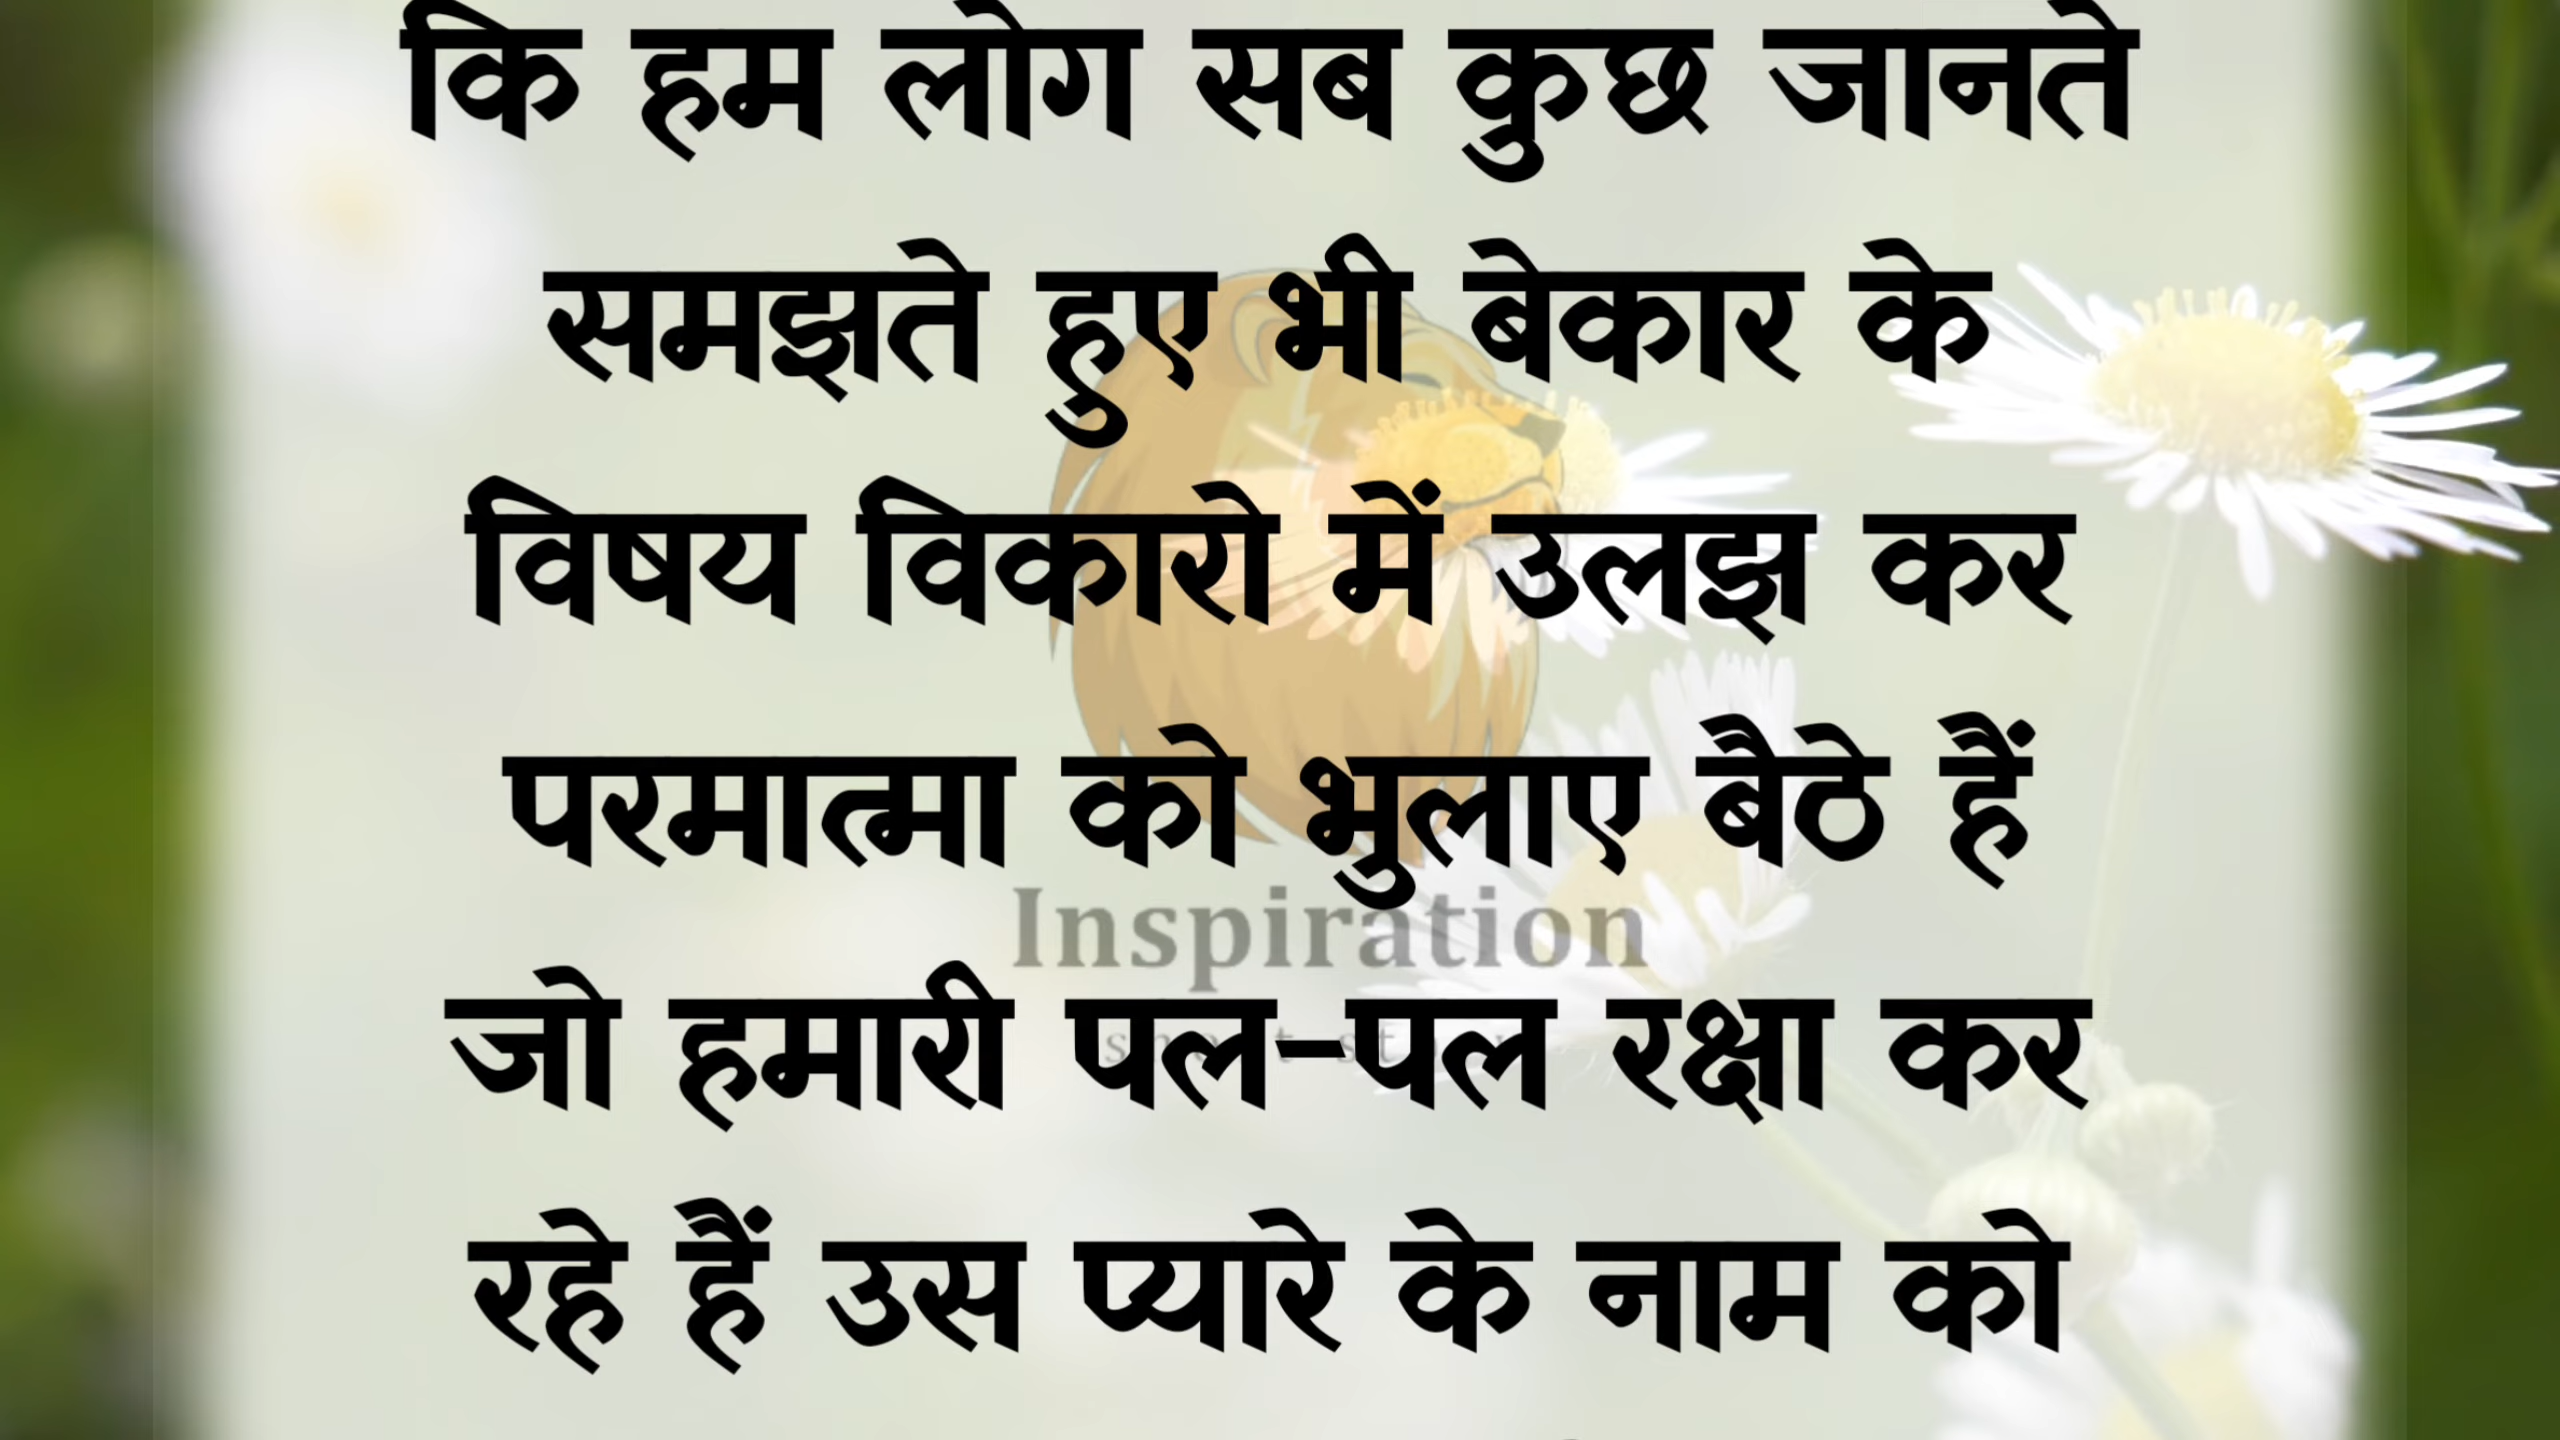 कि हम लोग सब कुछ जानते
समझते हुए भी बेकार के
विषय विकारो में उलझ कर
परमात्मा को भुलाए बैठे हैं
Inspiration
जो हमारी पल-पल रक्षा कर
रहे हैं उस प्यारे के नाम को